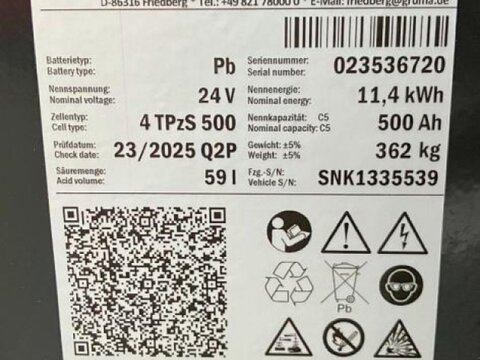 D-86316 Friedberg * Tel.: +49 821 78000 0 * E-Mail: friedberg@gruma.de
Batterietyp: Pb Seriennummer: 023536720
Battery type: Serial number:
Nennspannung: 24 V Nennenergie: 11,4 kWh
Nominal voltage: Nominal energy:
Zellentyp: 4 TPzS 500 Nennkapazität: C5 500 Ah
Cell type: Nominal capacity: C5
Prüfdatum: 23/2025 Q2P Gewicht: ±5% 362 kg
Check date: Weight: ±5%
Säuremenge: 59 l Fzg.-S/N: SNK1335539
Acid volume: Vehicle S/N:
Pb